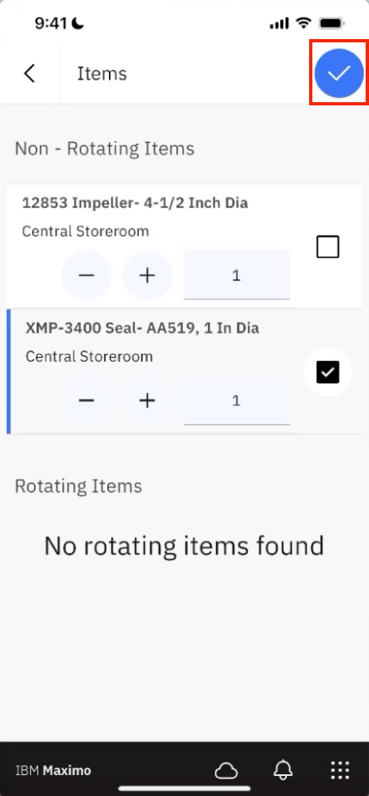 9:41
Items
Non - Rotating Items
12853 Impeller- 4-1/2 Inch Dia
Central Storeroom
1
XMP-3400 Seal- AA519, 1 In Dia
Central Storeroom
1
Rotating Items
No rotating items found
IBM Maximo